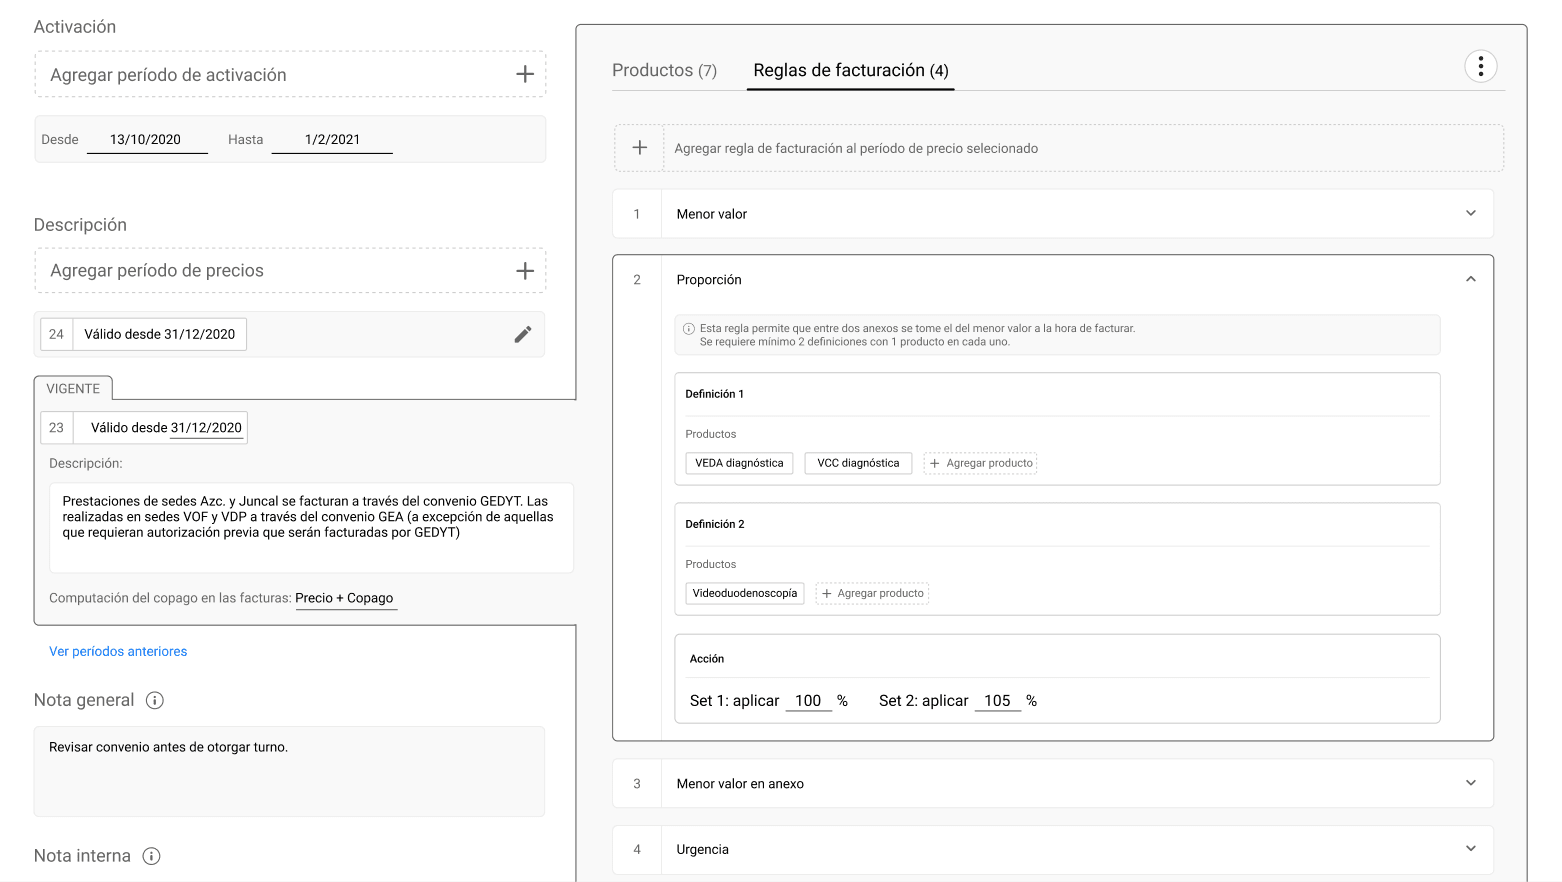 Activación
Agregar período de activación
Desde 13/10/2020 Hasta 1/2/2021
Descripción
Agregar período de precios
24 Válido desde 31/12/2020
VIGENTE
23 Válido desde 31/12/2020
Descripción:
Prestaciones de sedes Azc. y Juncal se facturan a través del convenio GEDYT. Las
realizadas en sedes VOF y VDP a través del convenio GEA (a excepción de aquellas
que requieran autorización previa que serán facturadas por GEDYT)
Computación del copago en las facturas: Precio + Copago
Ver períodos anteriores
Nota general
Revisar convenio antes de otorgar turno.
Nota interna
Productos (7) Reglas de facturación (4)
Agregar regla de facturación al período de precio selecionado
1 Menor valor
2 Proporción
Esta regla permite que entre dos anexos se tome el del menor valor a la hora de facturar.
Se requiere mínimo 2 definiciones con 1 producto en cada uno.
Definición 1
Productos
VEDA diagnóstica VCC diagnóstica + Agregar producto
Definición 2
Productos
Videoduodenoscopía + Agregar producto
Acción
Set 1: aplicar 100 % Set 2: aplicar 105 %
3 Menor valor en anexo
4 Urgencia